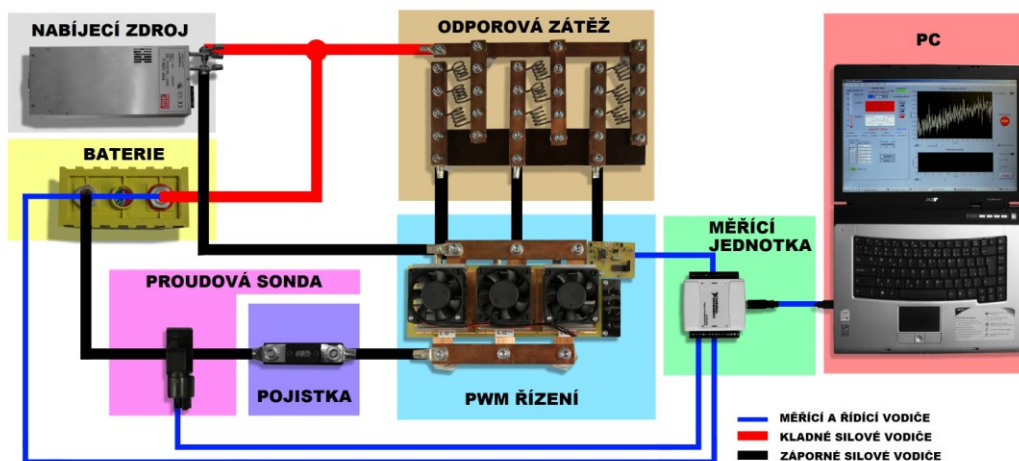 NABÍJECÍ ZDROJ
ODPOROVÁ ZÁTĚŽ
PC
BATERIE
MĚŘÍCÍ
JEDNOTKA
PROUDOVÁ SONDA
POJISTKA
PWM ŘÍZENÍ
MĚŘÍCÍ A ŘÍDÍCÍ VODIČE
KLADNÉ SILOVÉ VODIČE
ZÁPORNÉ SILOVÉ VODIČE